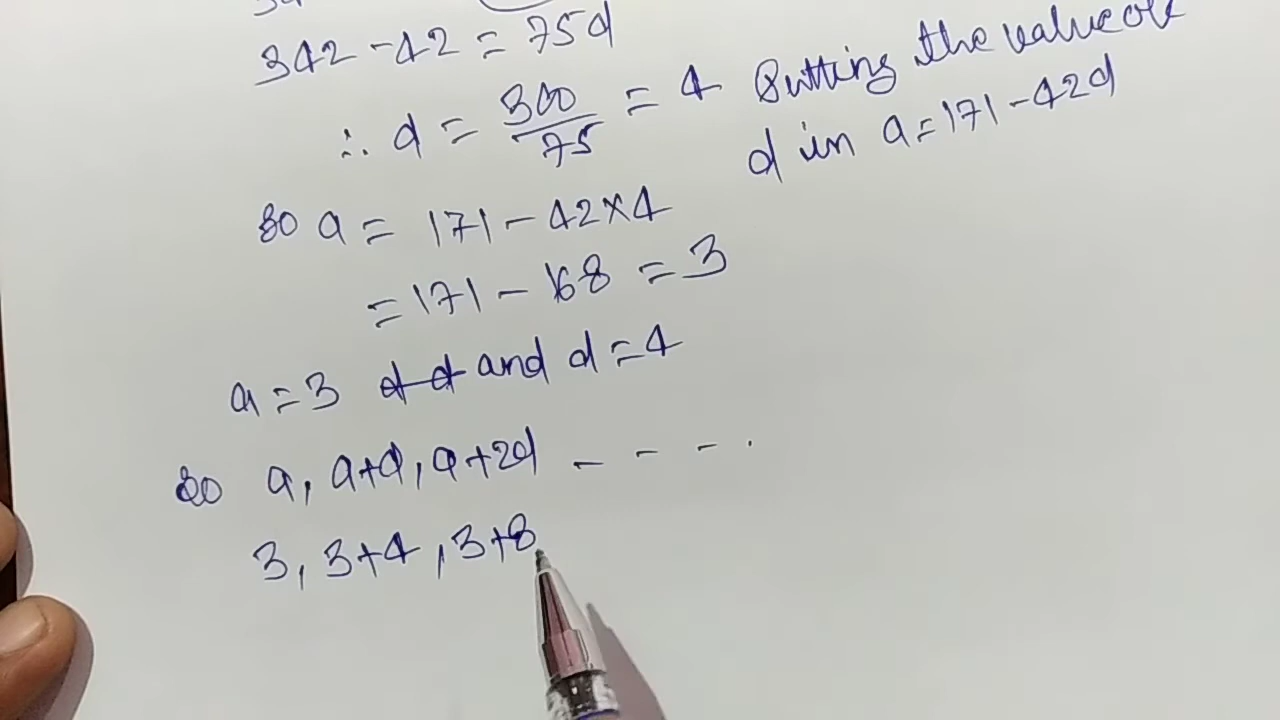 342 - 42 = 75d
∴ d = 300/75 = 4 Putting the value of
d in a = 171 - 42d
so a = 171 - 42×4
= 171 - 168 = 3
a = 3 d d and d = 4
so a, a+d, a+2d - - - .
3, 3+4, 3+8